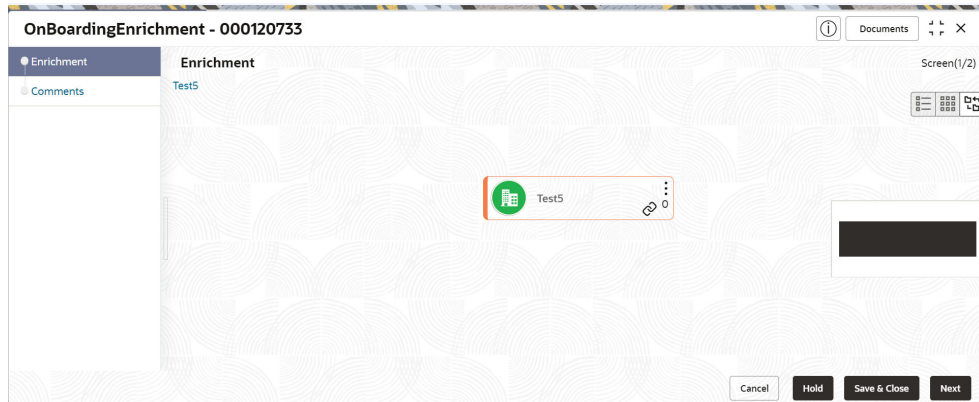 OnBoardingEnrichment - 000120733
Documents
Enrichment
Comments
Enrichment
Screen(1/2)
Test5
Test5
0
Cancel
Hold
Save & Close
Next